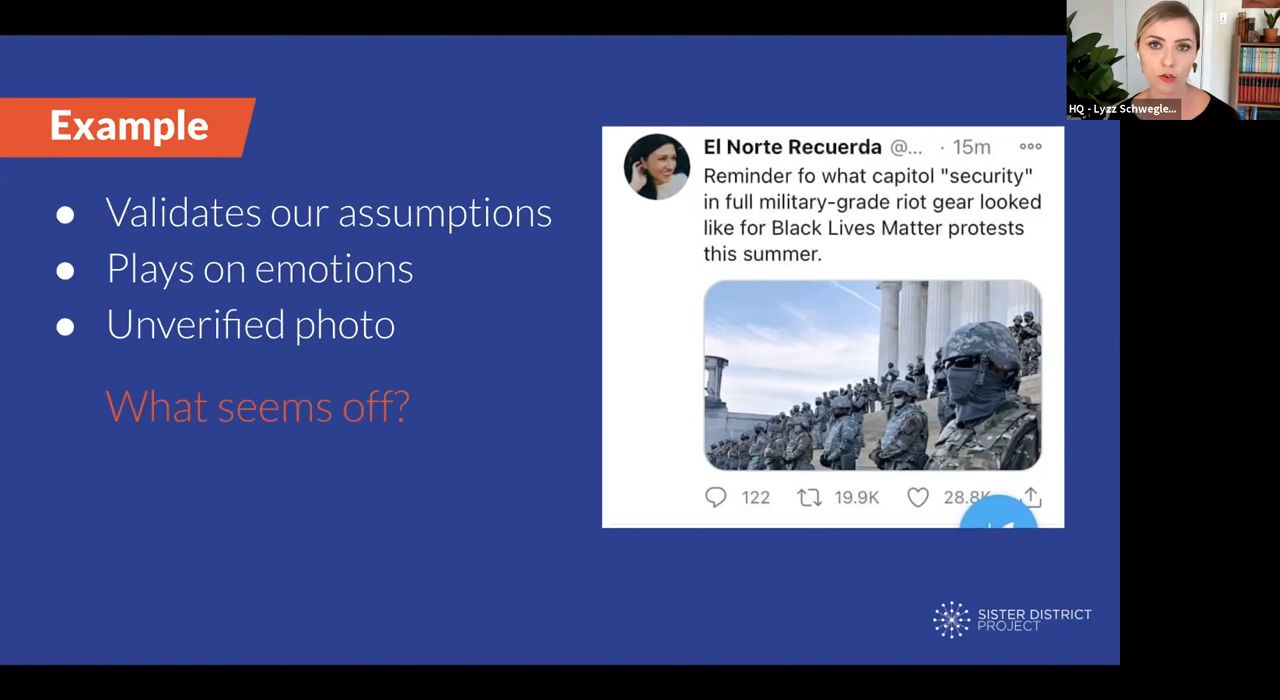 HQ - Lyzz Schwegle...
Example
Validates our assumptions
Plays on emotions
Unverified photo
What seems off?
El Norte Recuerda @... · 15m
Reminder fo what capitol "security"
in full military-grade riot gear looked
like for Black Lives Matter protests
this summer.
122 19.9K 28.8K
SISTER DISTRICT
PROJECT